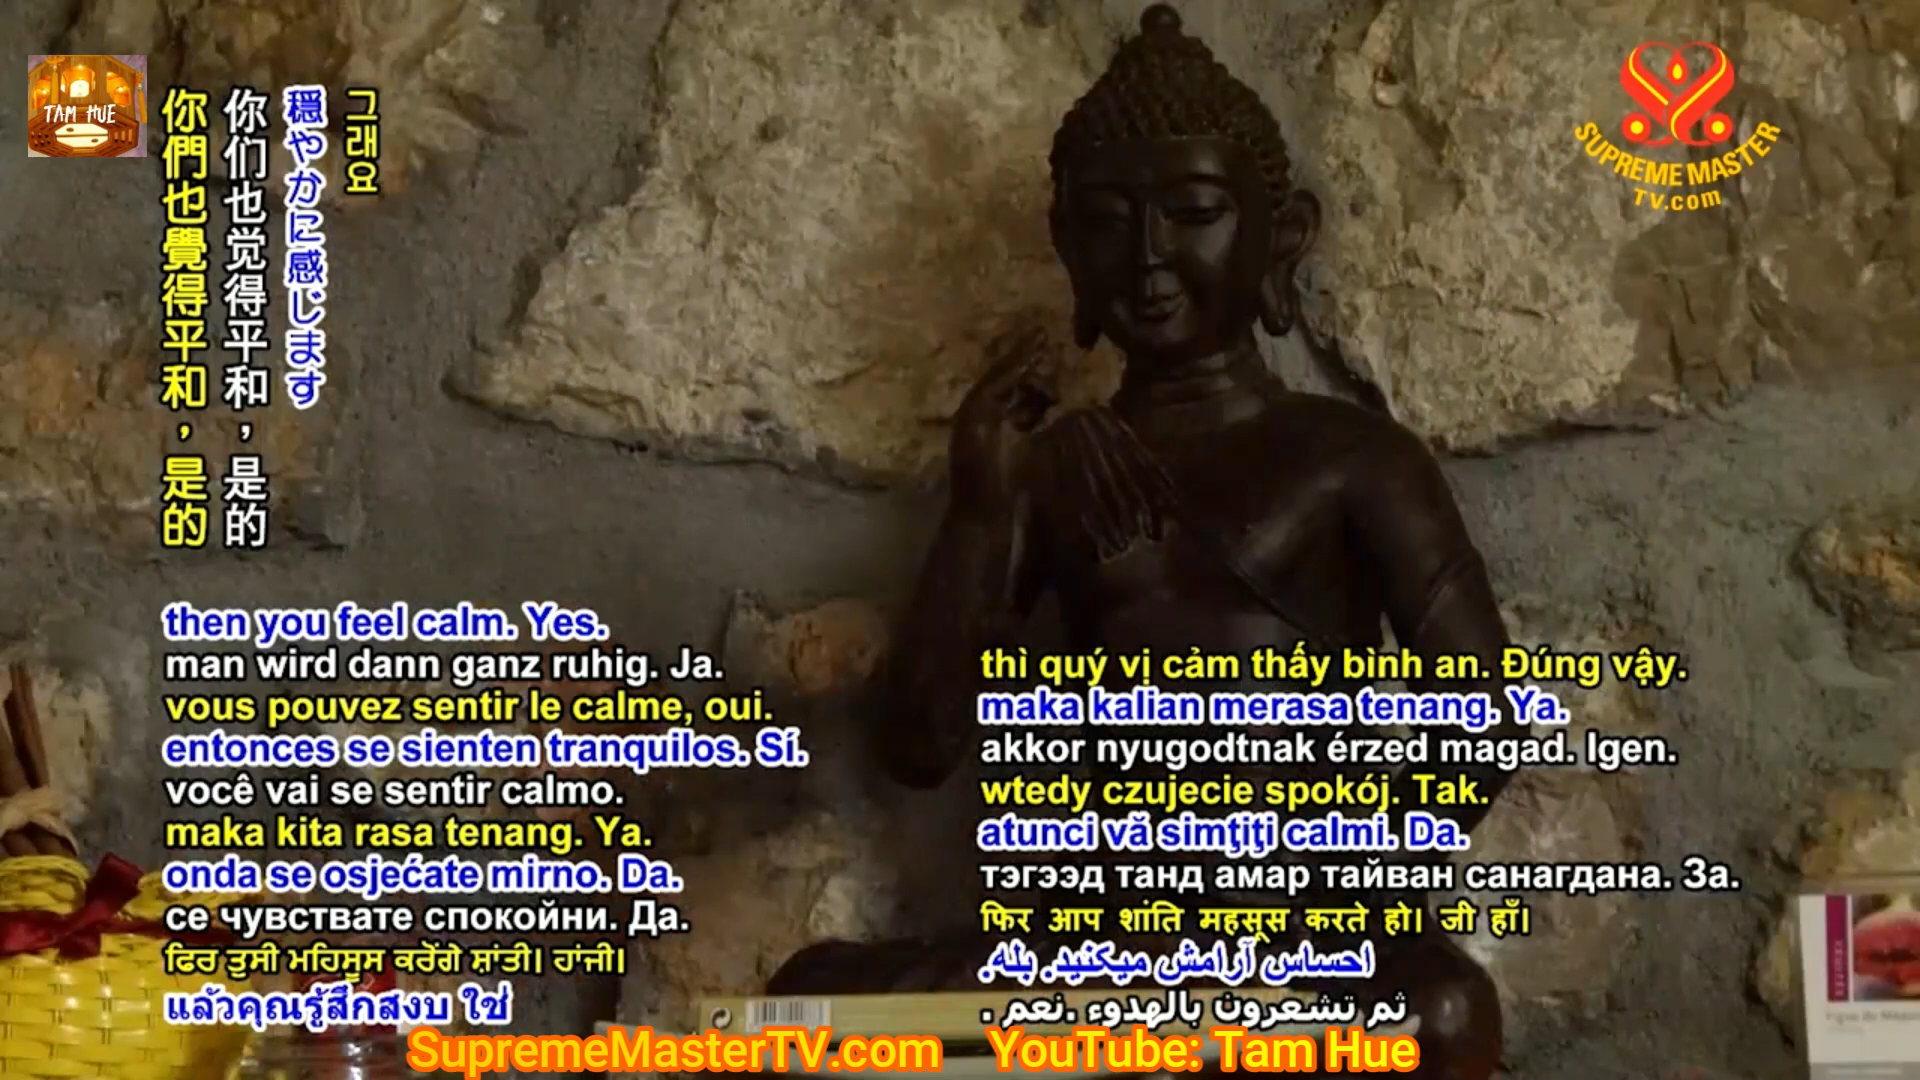 TAM HUE
你們也覺得平和，是的
你们也觉得平和，是的
穏やかに感じます
그래요
SUPREME MASTER
TV.com
then you feel calm. Yes.
man wird dann ganz ruhig. Ja.
vous pouvez sentir le calme, oui.
entonces se sienten tranquilos. Sí.
você vai se sentir calmo.
maka kita rasa tenang. Ya.
onda se osjećate mirno. Da.
се чувствате спокойни. Да.
ਫਿਰ ਤੁਸੀ ਮਹਿਸੂਸ ਕਰੋਂਗੇ ਸ਼ਾਂਤੀ। ਹਾਂਜੀ।
แล้วคุณรู้สึกสงบ ใช่
thì quý vị cảm thấy bình an. Đúng vậy.
maka kalian merasa tenang. Ya.
akkor nyugodtnak érzed magad. Igen.
wtedy czujecie spokój. Tak.
atunci vă simţiţi calmi. Da.
тэгээд танд амар тайван санагдана. За.
फिर आप शांति महसूस करते हो। जी हाँ।
احساس آرامش میکنید. بله.
ثم تشعرون بالهدوء .نعم .
SupremeMasterTV.com YouTube: Tam Hue